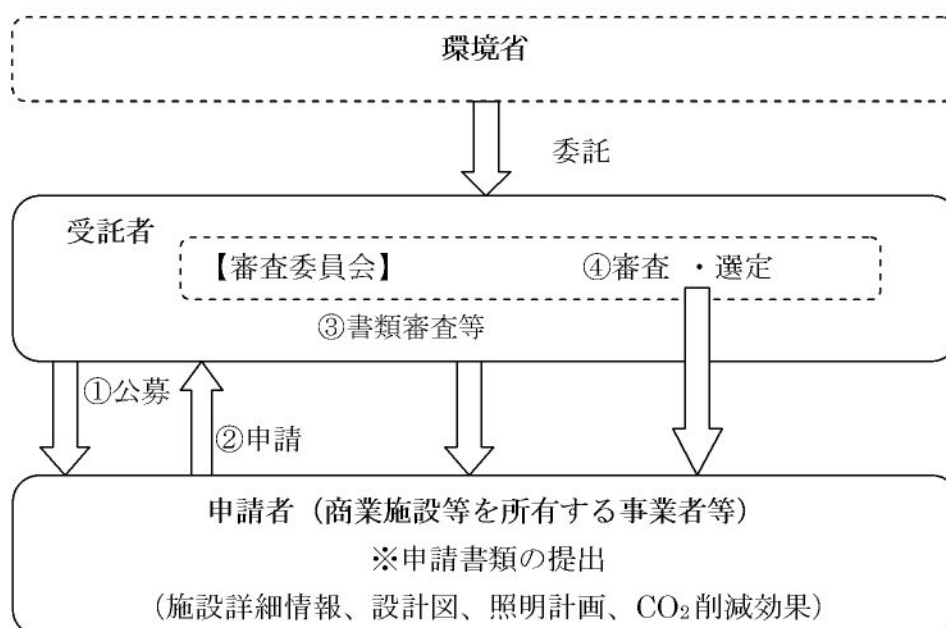 環境省
委託
受託者
【審査委員会】 ④審査 ・選定
③書類審査等
①公募
②申請
申請者（商業施設等を所有する事業者等）
※申請書類の提出
（施設詳細情報、設計図、照明計画、CO₂削減効果）